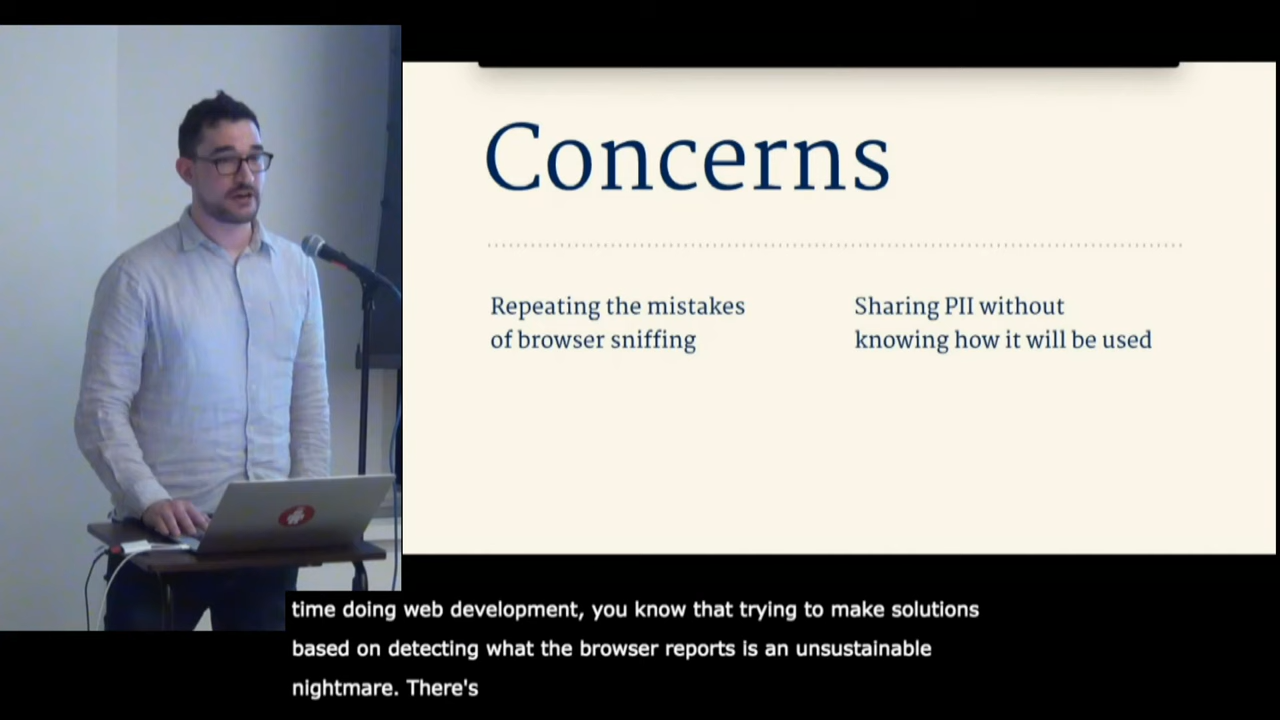 Concerns
Repeating the mistakes
of browser sniffing
Sharing PII without
knowing how it will be used
time doing web development, you know that trying to make solutions
based on detecting what the browser reports is an unsustainable
nightmare. There's